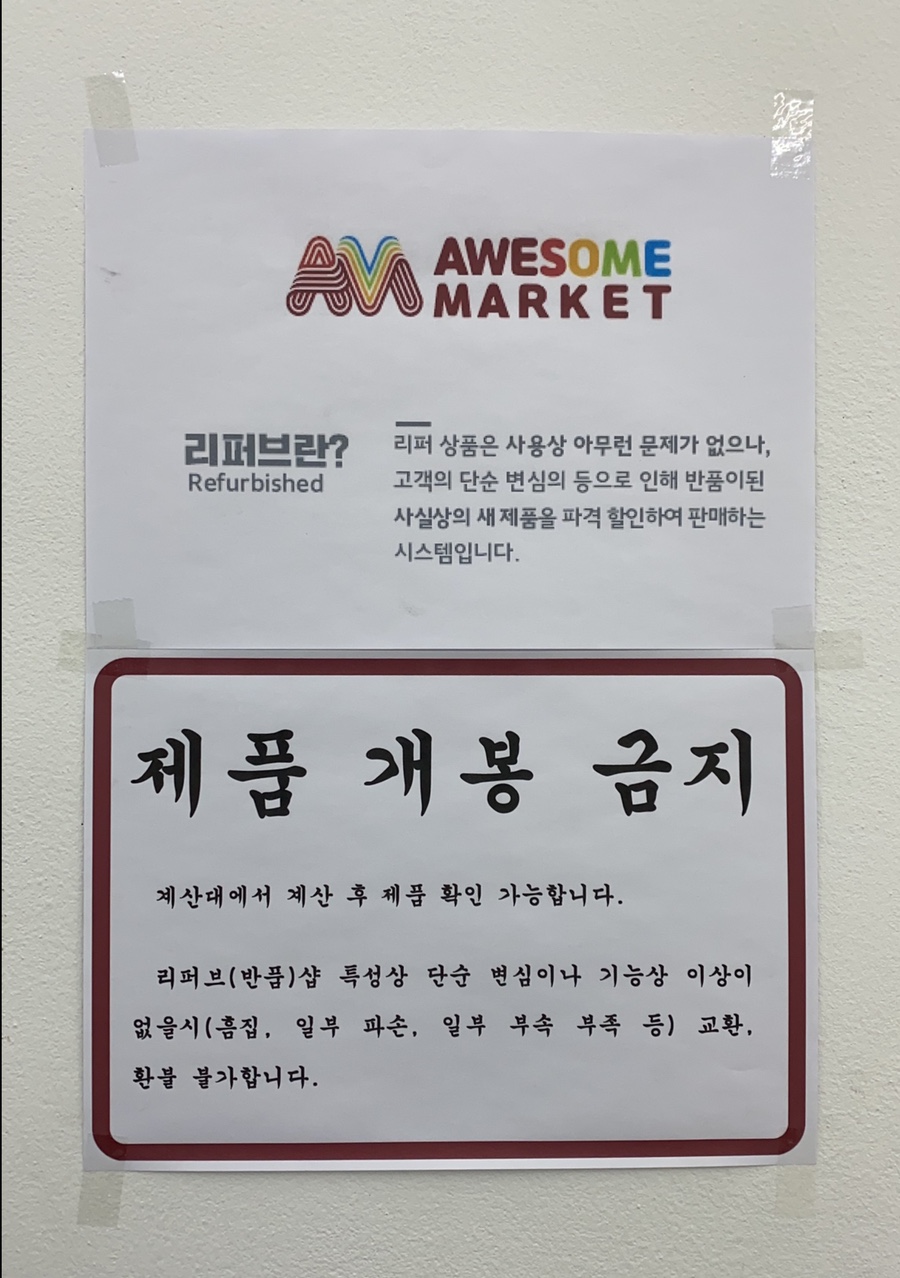 AM AWESOME
MARKET
리퍼브란?
Refurbished
리퍼 상품은 사용상 아무런 문제가 없으나,
고객의 단순 변심의 등으로 인해 반품이된
사실상의 새 제품을 파격 할인하여 판매하는
시스템입니다.
제품 개봉 금지
계산대에서 계산 후 제품 확인 가능합니다.
리퍼브(반품)샵 특성상 단순 변심이나 기능상 이상이
없을시(흠집, 일부 파손, 일부 부속 부족 등) 교환,
환불 불가합니다.